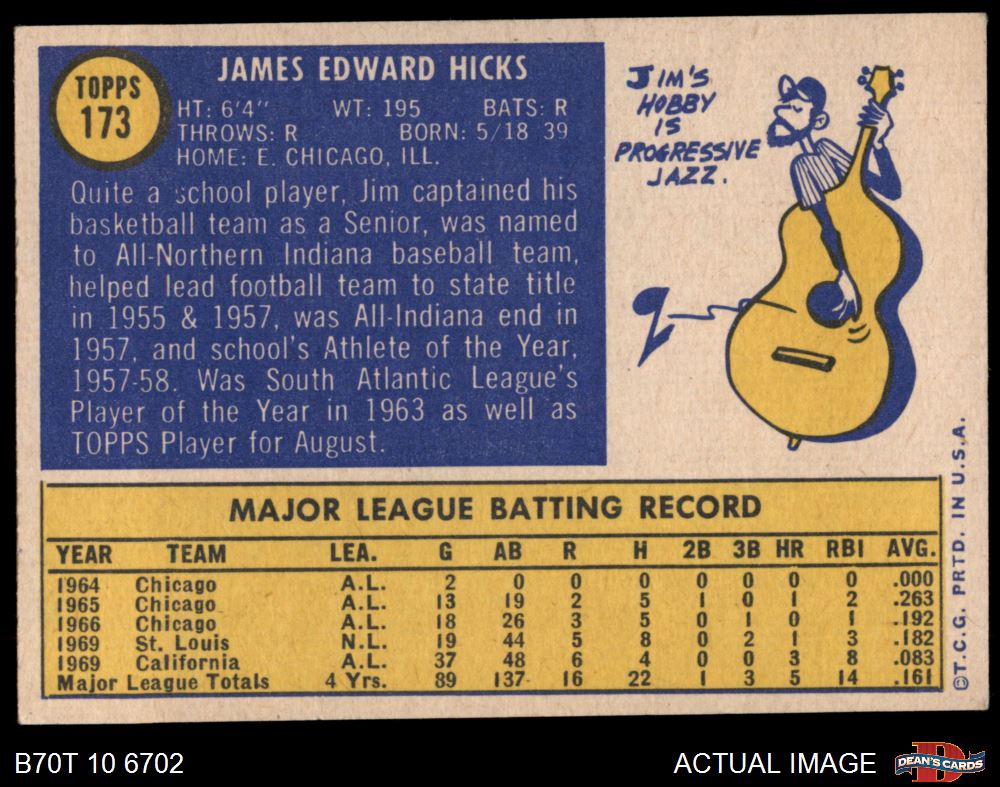 TOPPS
173
JAMES EDWARD HICKS
HT: 6'4" WT: 195 BATS: R
THROWS: R BORN: 5/18 39
HOME: E. CHICAGO, ILL.
Quite a school player, Jim captained his
basketball team as a Senior, was named
to All-Northern Indiana baseball team,
helped lead football team to state title
in 1955 & 1957, was All-Indiana end in
1957, and school's Athlete of the Year,
1957-58. Was South Atlantic League's
Player of the Year in 1963 as well as
TOPPS Player for August.
JIM'S
HOBBY
IS
PROGRESSIVE
JAZZ.
MAJOR LEAGUE BATTING RECORD
YEAR TEAM LEA. G AB R H 2B 3B HR RBI AVG.
1964 Chicago A.L. 2 0 0 0 0 0 0 0 .000
1965 Chicago A.L. 13 19 2 5 1 0 1 2 .263
1966 Chicago A.L. 18 26 3 5 0 1 0 1 .192
1969 St. Louis N.L. 19 44 5 8 0 2 1 3 .182
1969 California A.L. 37 48 6 4 0 0 3 8 .083
Major League Totals 4 Yrs. 89 137 16 22 1 3 5 14 .161
©T.C.G. PRTD. IN U.S.A.
B70T 10 6702
ACTUAL IMAGE
DEAN'S CARDS